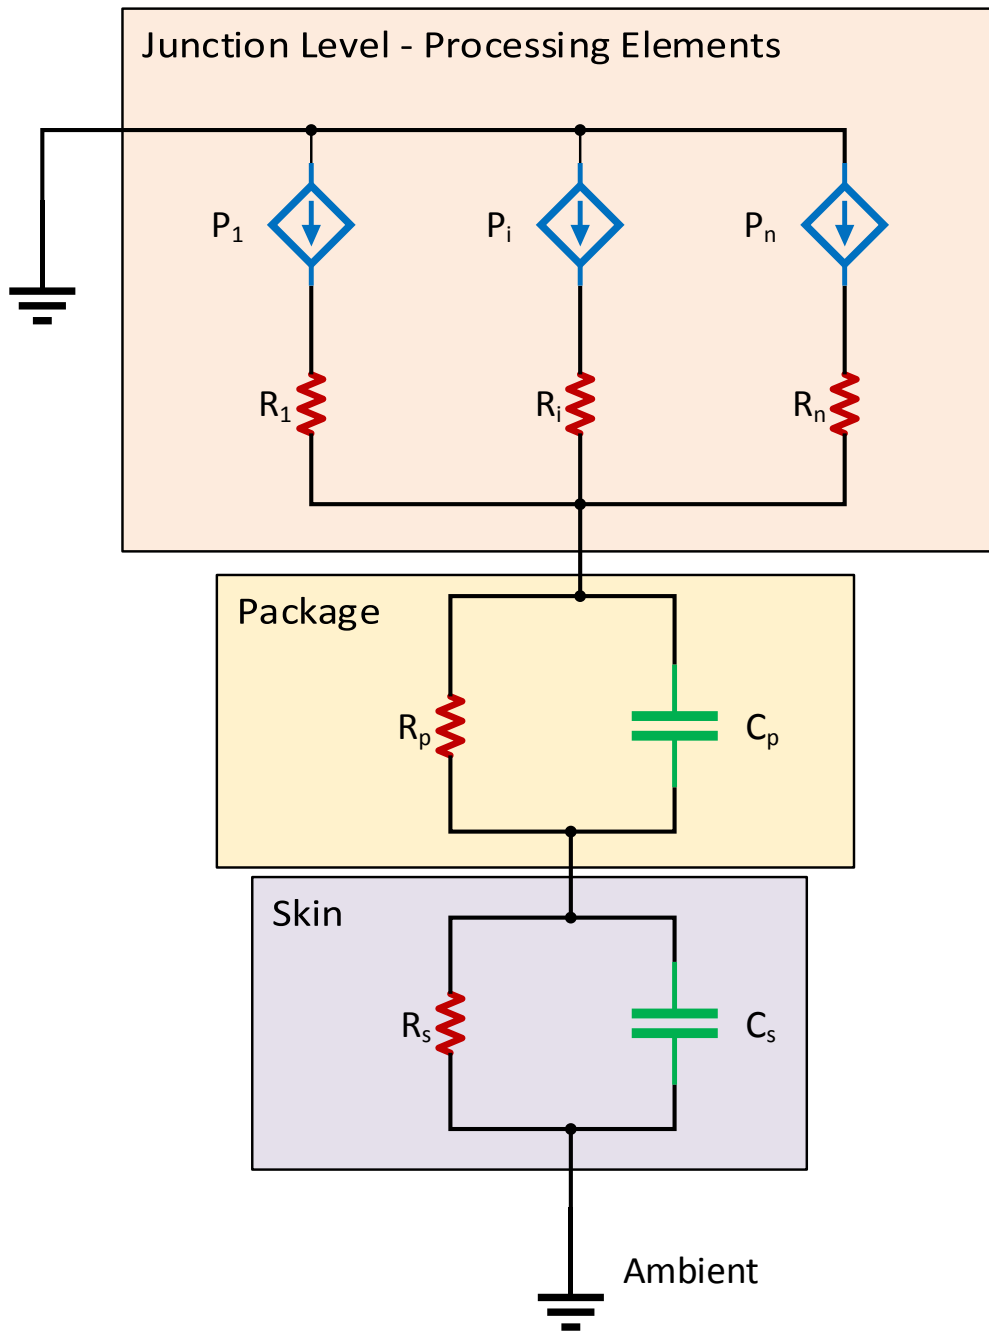 Junction Level - Processing Elements
P₁ Pᵢ Pₙ
R₁ Rᵢ Rₙ
Package
Rₚ Cₚ
Skin
Rₛ Cₛ
Ambient